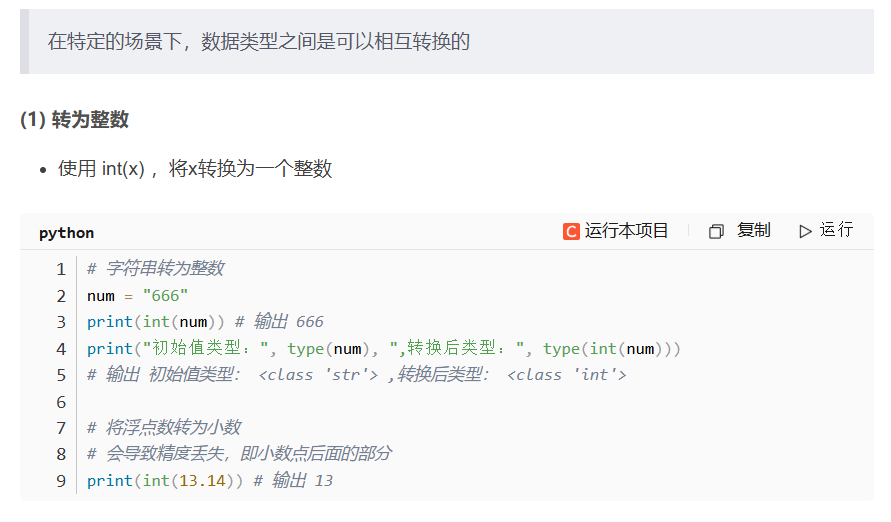 在特定的场景下，数据类型之间是可以相互转换的
(1) 转为整数
• 使用 int(x) ，将x转换为一个整数
python C 运行本项目 复制 运行
1 # 字符串转为整数
2 num = "666"
3 print(int(num)) # 输出 666
4 print("初始值类型：", type(num), ",转换后类型：", type(int(num)))
5 # 输出 初始值类型： <class 'str'> ,转换后类型： <class 'int'>
6
7 # 将浮点数转为小数
8 # 会导致精度丢失，即小数点后面的部分
9 print(int(13.14)) # 输出 13